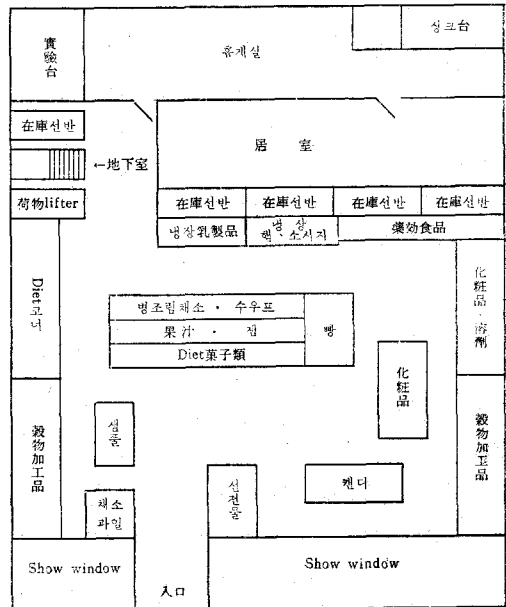 實驗台
휴게실
싱크台
在庫선반
居 室
←地下室
荷物lifter
在庫선반
在庫선반
在庫선반
在庫선반
냉장乳製品
냉장
핵·소시지
藥効食品
Diet코너
化粧品·溶劑
병조림채소 · 수우프
果汁 · 잼
Diet菓子類
빵
化粧品
穀物加工品
샘플
선전물
캔디
穀物加工品
채소
과일
Show window
Show window
入口